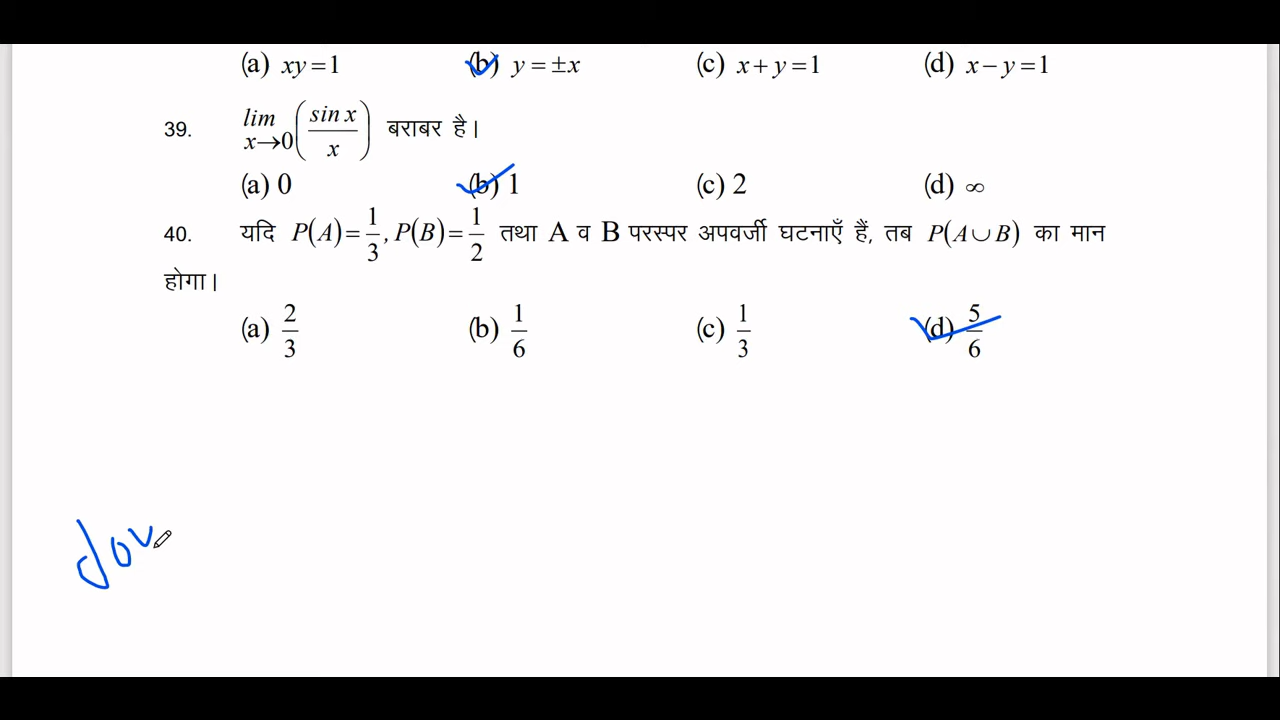 (a) xy = 1 (b) y = ±x (c) x + y = 1 (d) x − y = 1
39. lim x→0 (sin x / x) बराबर है।
(a) 0 (b) 1 (c) 2 (d) ∞
40. यदि P(A) = 1/3, P(B) = 1/2 तथा A व B परस्पर अपवर्जी घटनाएँ हैं, तब P(A∪B) का मान
होगा।
(a) 2/3 (b) 1/6 (c) 1/3 (d) 5/6